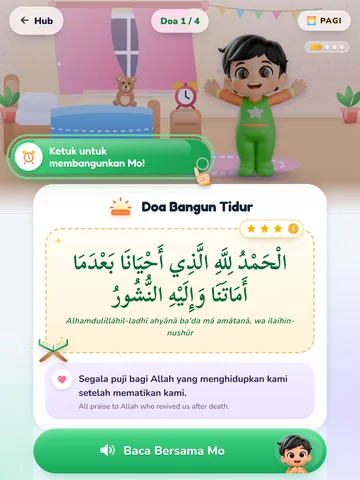 ← Hub
Doa 1 / 4
PAGI
Ketuk untuk
membangunkan Mo!
Doa Bangun Tidur
الْحَمْدُ لِلَّهِ الَّذِي أَحْيَانَا بَعْدَمَا
أَمَاتَنَا وَإِلَيْهِ النُّشُورُ
Alhamdulillāhil-ladhī ahyānā ba'da mā amātanā, wa ilaihin-
nushūr
Segala puji bagi Allah yang menghidupkan kami
setelah mematikan kami.
All praise to Allah who revived us after death.
Baca Bersama Mo